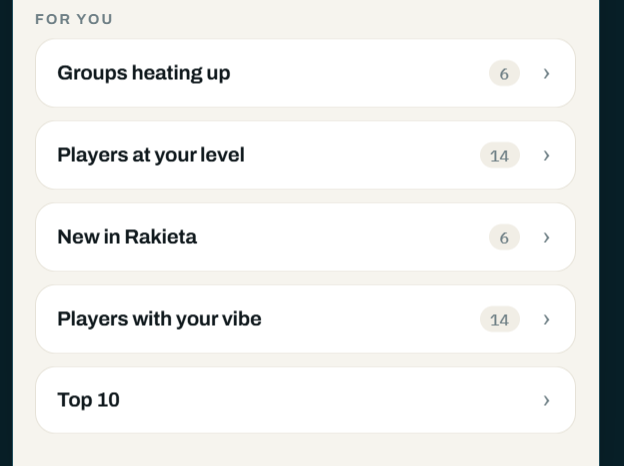 FOR YOU
Groups heating up 6 ›
Players at your level 14 ›
New in Rakieta 6 ›
Players with your vibe 14 ›
Top 10 ›